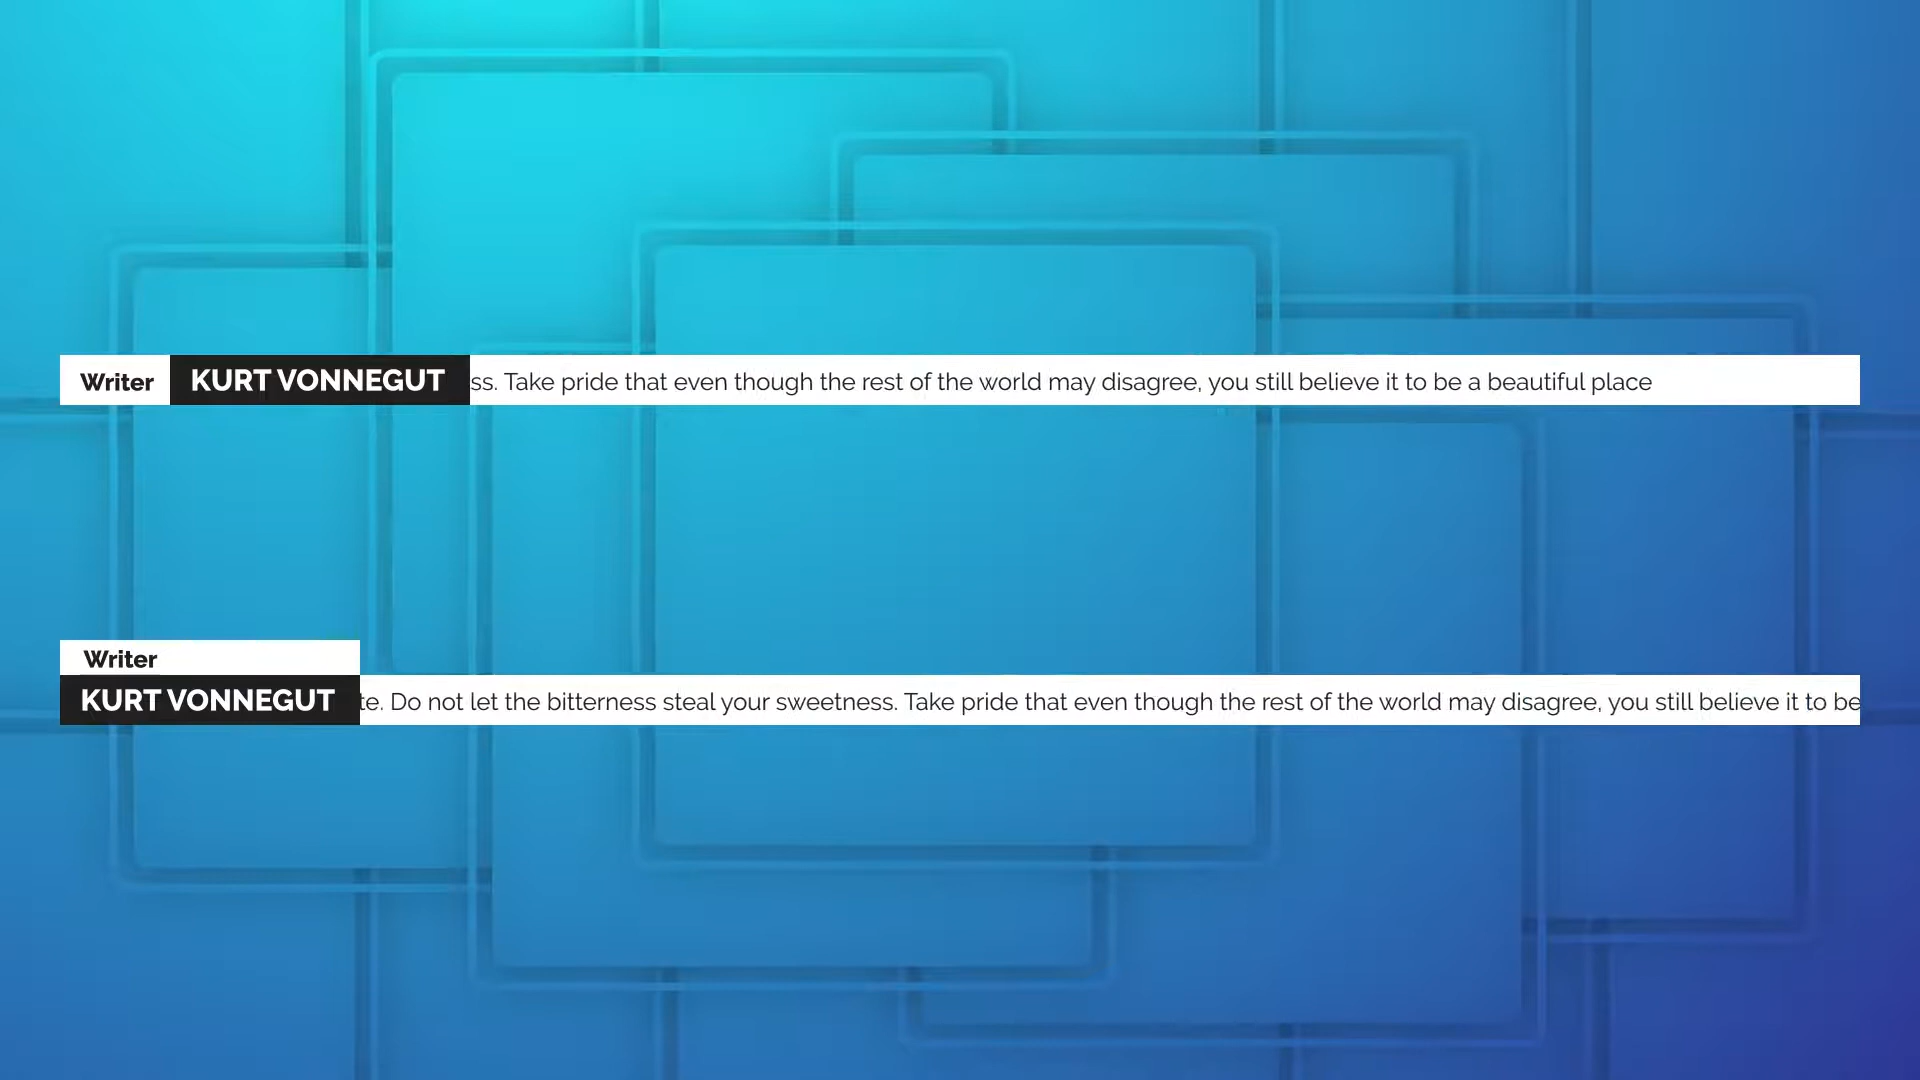 Writer KURT VONNEGUT ss. Take pride that even though the rest of the world may disagree, you still believe it to be a beautiful place
Writer
KURT VONNEGUT te. Do not let the bitterness steal your sweetness. Take pride that even though the rest of the world may disagree, you still believe it to be